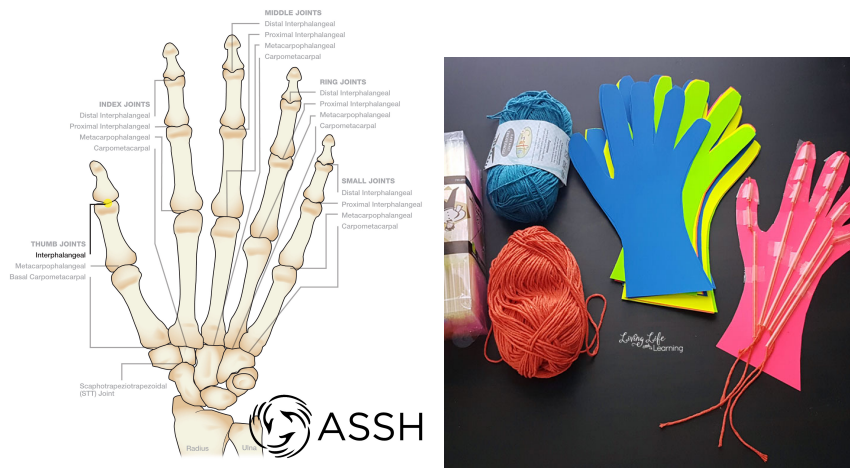 MIDDLE JOINTS
Distal Interphalangeal
Proximal Interphalangeal
Metacarpophalangeal
Carpometacarpal
RING JOINTS
Distal Interphalangeal
Proximal Interphalangeal
Metacarpophalangeal
Carpometacarpal
INDEX JOINTS
Distal Interphalangeal
Proximal Interphalangeal
Metacarpophalangeal
Carpometacarpal
SMALL JOINTS
Distal Interphalangeal
Proximal Interphalangeal
Metacarpophalangeal
Carpometacarpal
THUMB JOINTS
Interphalangeal
Metacarpophalangeal
Basal Carpometacarpal
Scaphotrapeziotrapezoidal
(STT) Joint
Radius
Ulna
ASSH
Loving Life
and Learning